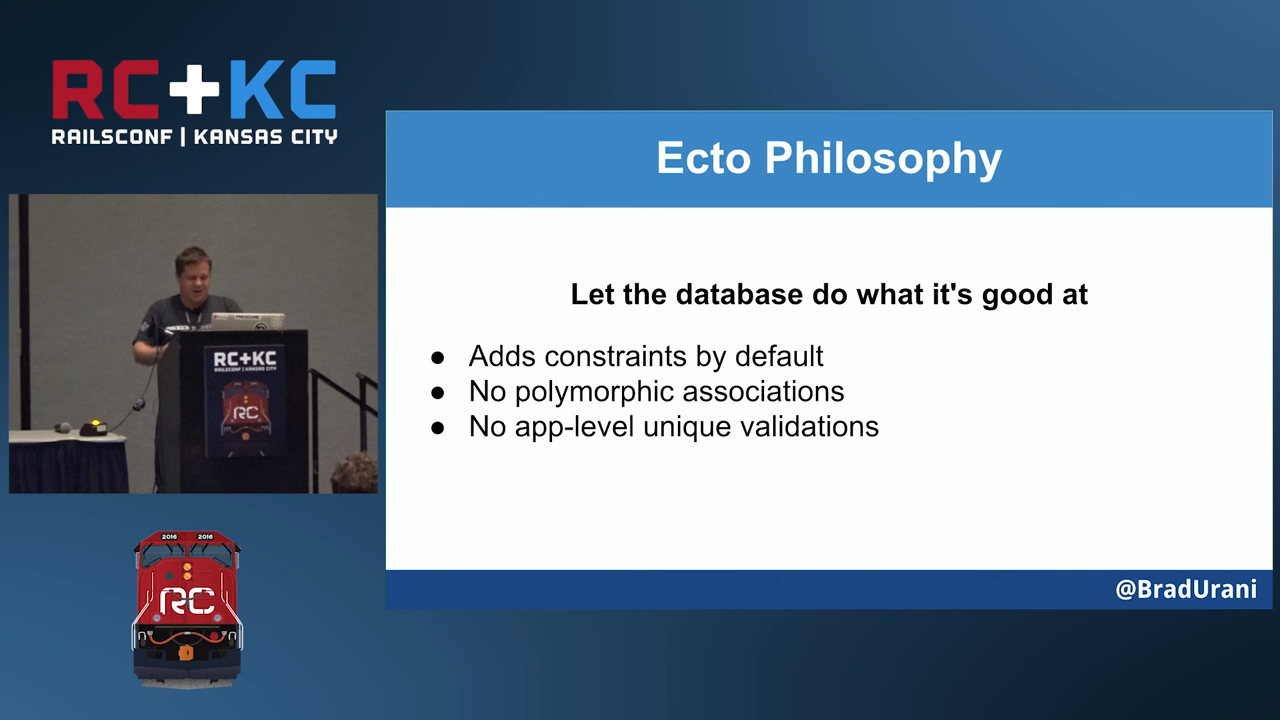 RC+KC
RAILSCONF | KANSAS CITY
Ecto Philosophy
Let the database do what it's good at
● Adds constraints by default
● No polymorphic associations
● No app-level unique validations
@BradUrani
RC+KC
RAILSCONF | KANSAS CITY
RC
2016 2016
RC